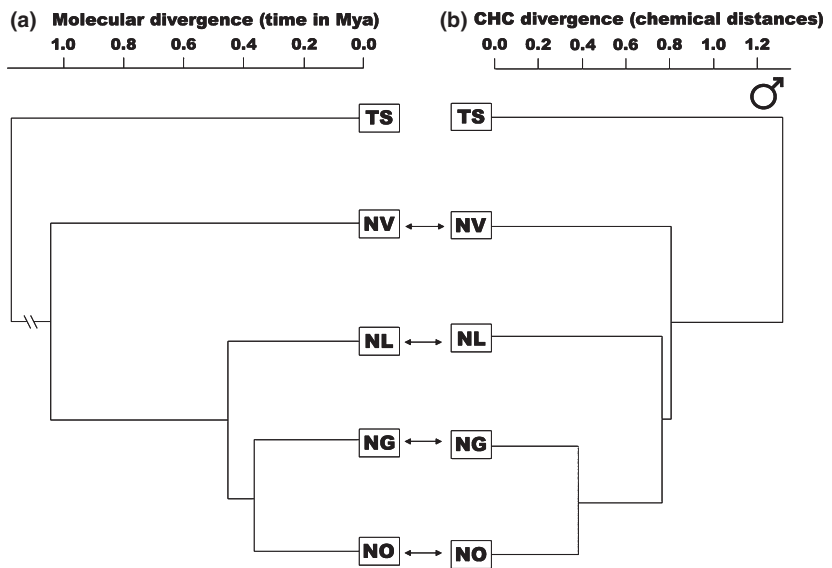 (a) Molecular divergence (time in Mya)
1.0 0.8 0.6 0.4 0.2 0.0
(b) CHC divergence (chemical distances)
0.0 0.2 0.4 0.6 0.8 1.0 1.2
♂
TS TS
NV NV
NL NL
NG NG
NO NO